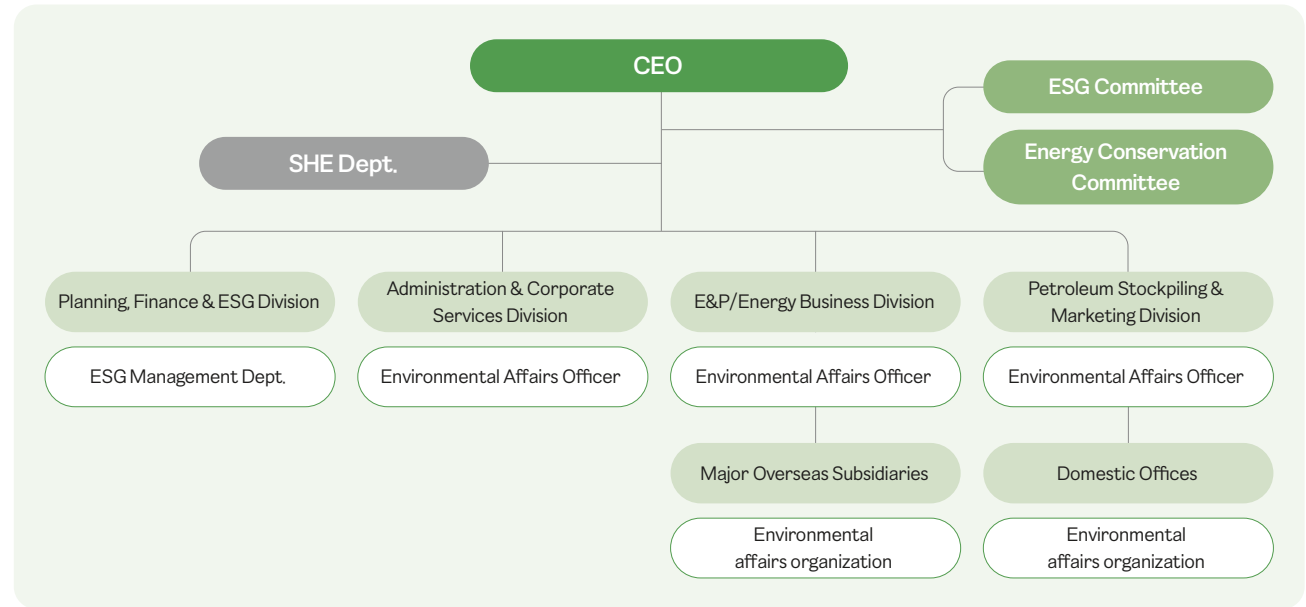 CEO
ESG Committee
Energy Conservation
Committee
SHE Dept.
Planning, Finance & ESG Division
Administration & Corporate
Services Division
E&P/Energy Business Division
Petroleum Stockpiling &
Marketing Division
ESG Management Dept.
Environmental Affairs Officer
Environmental Affairs Officer
Environmental Affairs Officer
Major Overseas Subsidiaries
Domestic Offices
Environmental
affairs organization
Environmental
affairs organization